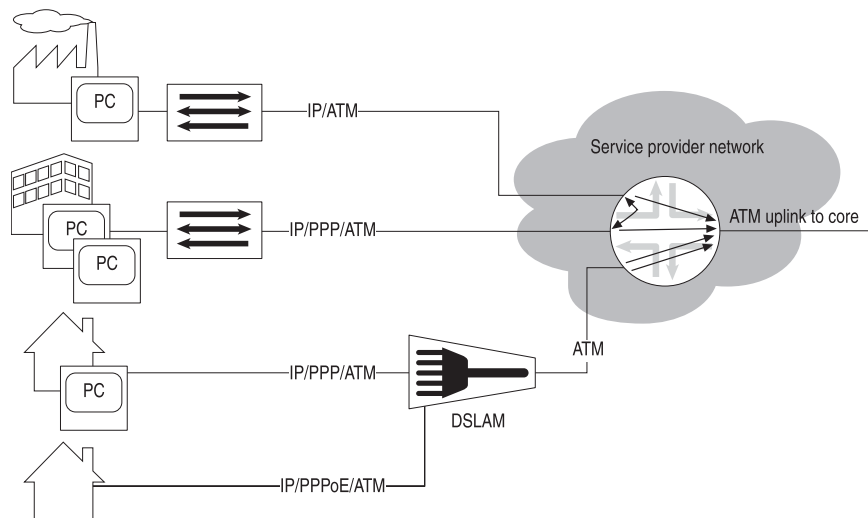 PC
IP/ATM
Service provider network
ATM uplink to core
PC
PC
IP/PPP/ATM
ATM
PC
IP/PPP/ATM
DSLAM
IP/PPPoE/ATM